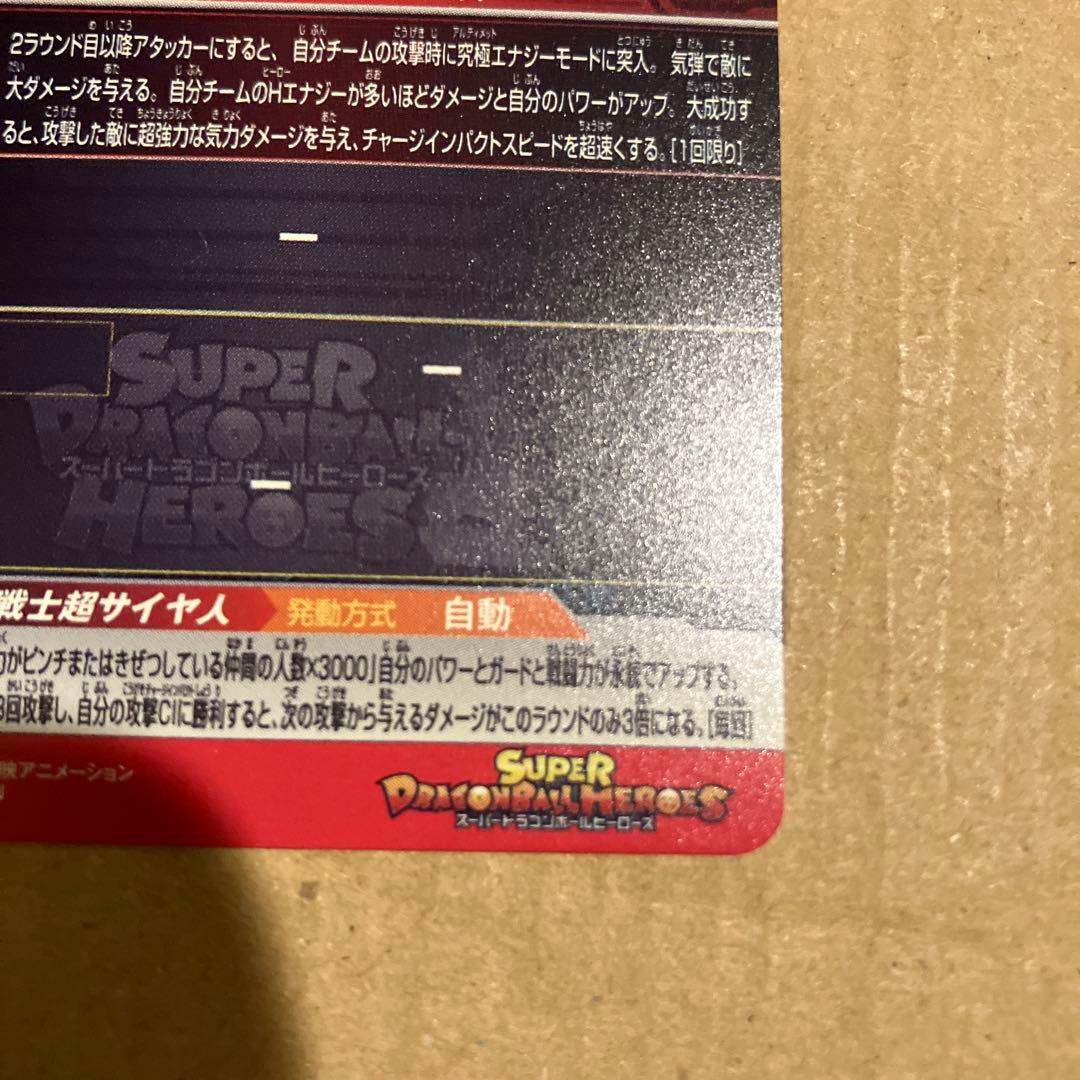 2ラウンド目以降アタッカーにすると、自分チームの攻撃時に究極エナジーモードに突入。気弾で敵に
大ダメージを与える。自分チームのHエナジーが多いほどダメージと自分のパワーがアップ。大成功す
ると、攻撃した敵に超強力な気力ダメージを与え、チャージインパクトスピードを超速くする。[1回限り]
SUPER
DRAGONBALL
スーパードラゴンボールヒーローズ
HEROES
戦士超サイヤ人 発動方式 自動
がピンチまたはきぜつしている仲間の人数×3000」自分のパワーとガードと戦闘力が永続でアップする。
3回攻撃し、自分の攻撃CIに勝利すると、次の攻撃から与えるダメージがこのラウンドのみ3倍になる。[毎回]
映アニメーション
SUPER
DRAGONBALL HEROES
スーパードラゴンボールヒーローズ